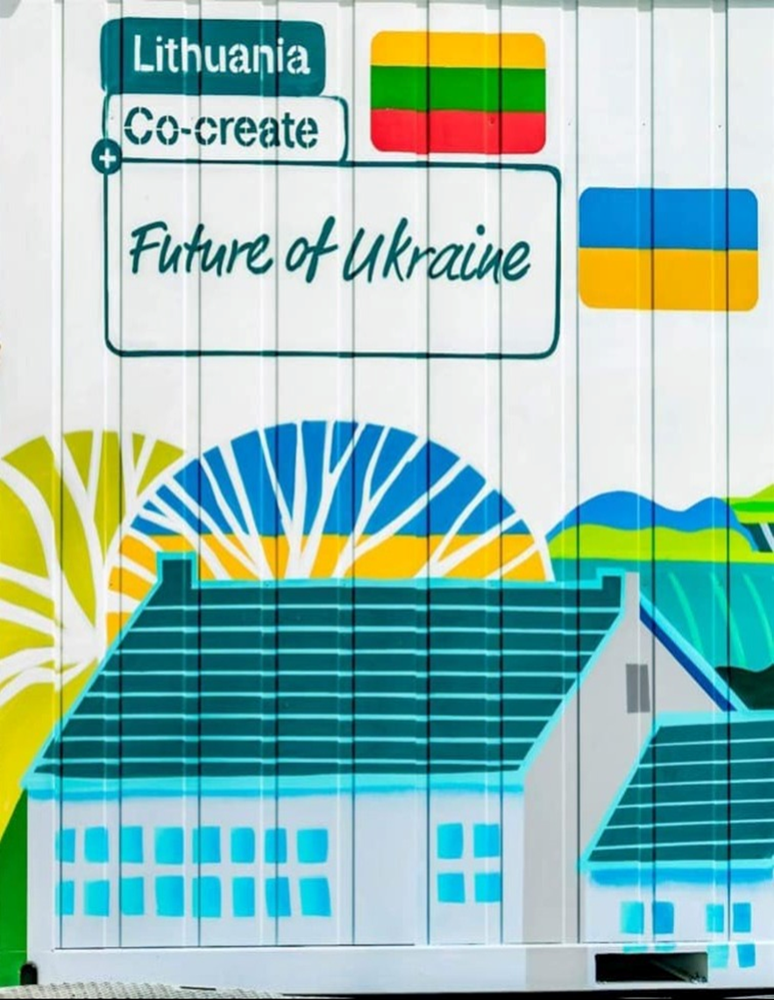 Lithuania
Co-create
+
Future of Ukraine